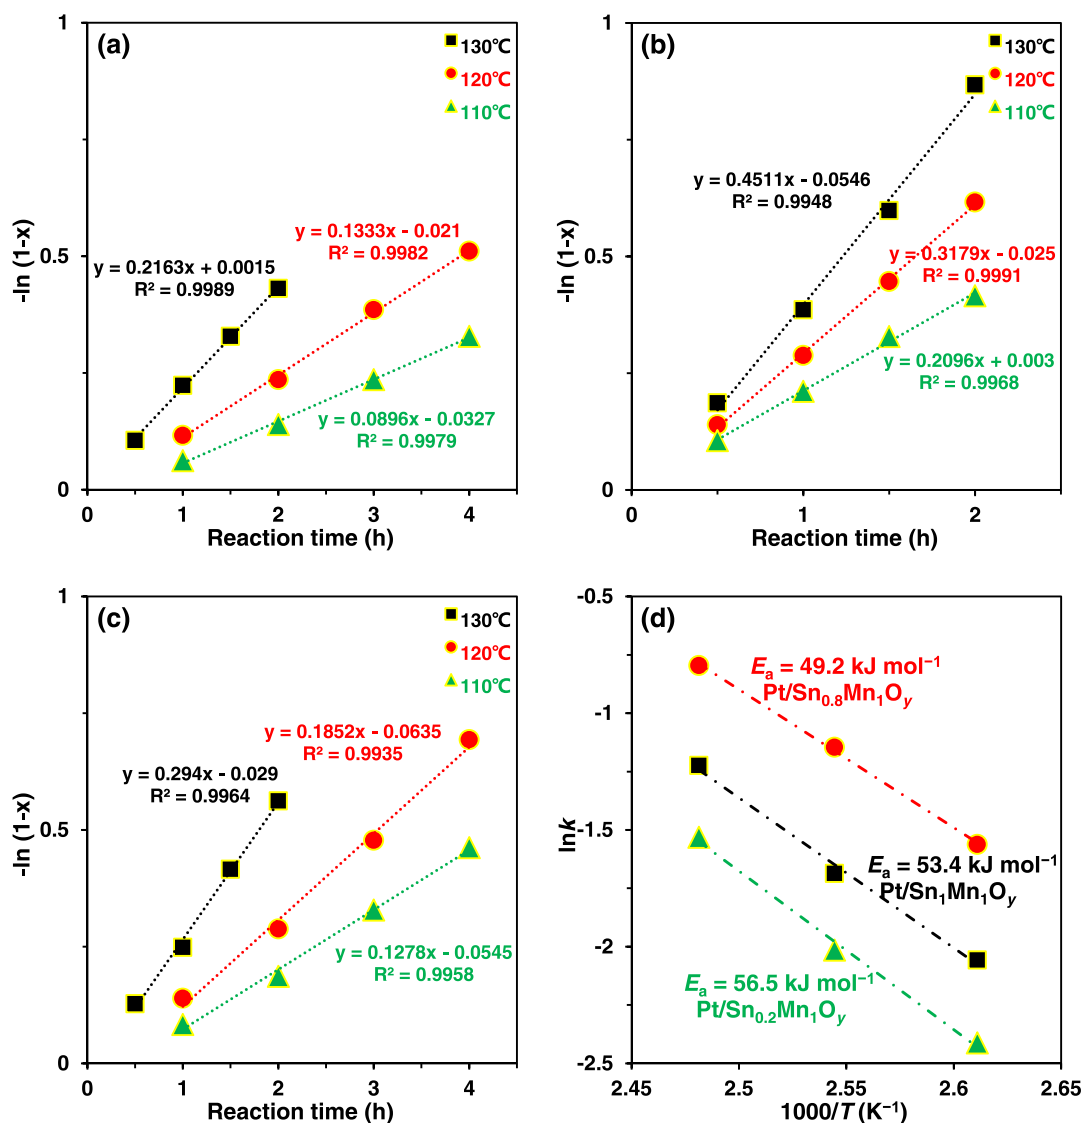 (a)
130℃
120℃
110℃
y = 0.1333x - 0.021
R² = 0.9982
y = 0.2163x + 0.0015
R² = 0.9989
y = 0.0896x - 0.0327
R² = 0.9979
1
0.5
0
-ln (1-x)
0
1
2
3
4
Reaction time (h)
(b)
130℃
120℃
110℃
y = 0.4511x - 0.0546
R² = 0.9948
y = 0.3179x - 0.025
R² = 0.9991
y = 0.2096x + 0.003
R² = 0.9968
1
0.5
0
-ln (1-x)
0
1
2
Reaction time (h)
(c)
130℃
120℃
110℃
y = 0.1852x - 0.0635
R² = 0.9935
y = 0.294x - 0.029
R² = 0.9964
y = 0.1278x - 0.0545
R² = 0.9958
1
0.5
0
-ln (1-x)
0
1
2
3
4
Reaction time (h)
(d)
Eₐ = 49.2 kJ mol⁻¹
Pt/Sn₀.₈Mn₁Oᵧ
Eₐ = 53.4 kJ mol⁻¹
Pt/Sn₁Mn₁Oᵧ
Eₐ = 56.5 kJ mol⁻¹
Pt/Sn₀.₂Mn₁Oᵧ
-0.5
-1
-1.5
-2
-2.5
lnk
2.45
2.5
2.55
2.6
2.65
1000/T (K⁻¹)